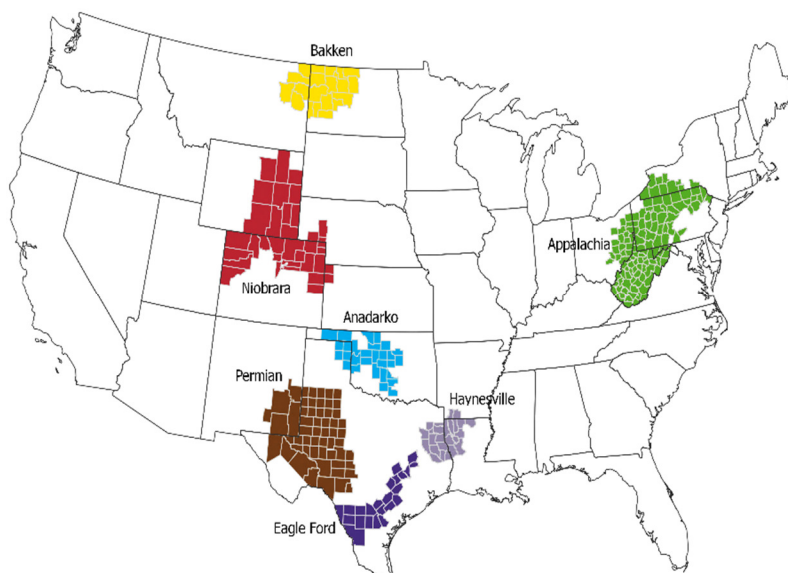 Bakken
Appalachia
Niobrara
Anadarko
Permian
Haynesville
Eagle Ford